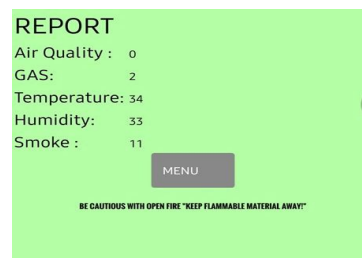 REPORT
Air Quality : 0
GAS: 2
Temperature: 34
Humidity: 33
Smoke : 11
MENU
BE CAUTIOUS WITH OPEN FIRE "KEEP FLAMMABLE MATERIAL AWAY!"